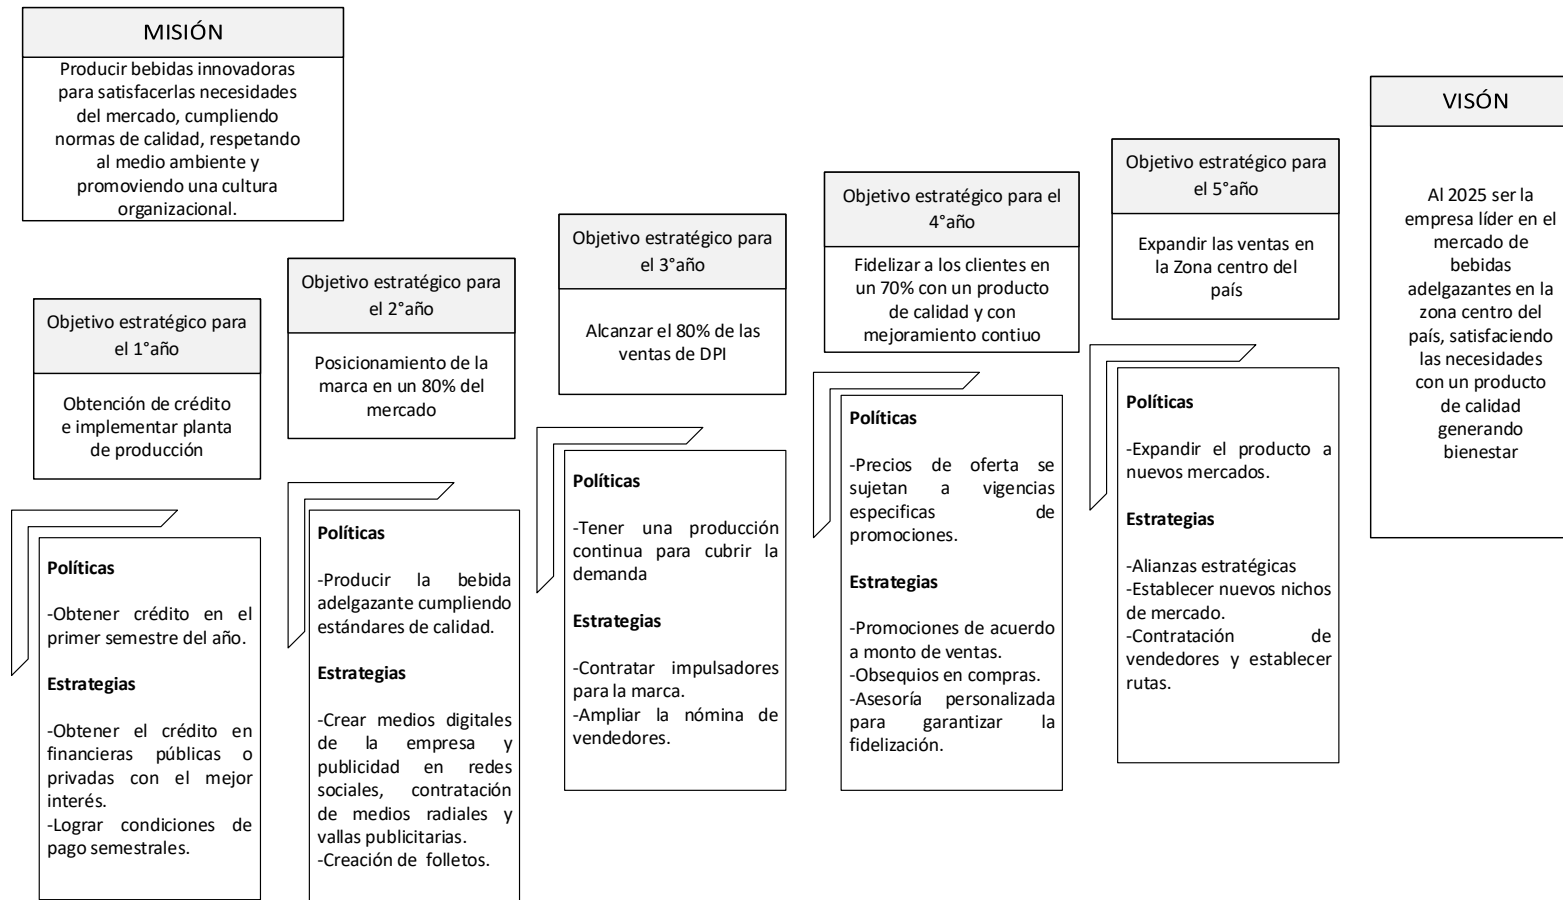 MISIÓN
Producir bebidas innovadoras
para satisfacerlas necesidades
del mercado, cumpliendo
normas de calidad, respetando
al medio ambiente y
promoviendo una cultura
organizacional.
Objetivo estratégico para
el 1°año
Obtención de crédito
e implementar planta
de producción
Políticas
-Obtener crédito en el
primer semestre del año.
Estrategias
-Obtener el crédito en
financieras públicas o
privadas con el mejor
interés.
-Lograr condiciones de
pago semestrales.
Objetivo estratégico para
el 2°año
Posicionamiento de la
marca en un 80% del
mercado
Políticas
-Producir la bebida
adelgazante cumpliendo
estándares de calidad.
Estrategias
-Crear medios digitales
de la empresa y
publicidad en redes
sociales, contratación
de medios radiales y
vallas publicitarias.
-Creación de folletos.
Objetivo estratégico para
el 3°año
Alcanzar el 80% de las
ventas de DPI
Políticas
-Tener una producción
continua para cubrir la
demanda
Estrategias
-Contratar impulsadores
para la marca.
-Ampliar la nómina de
vendedores.
Objetivo estratégico para el
4°año
Fidelizar a los clientes en
un 70% con un producto
de calidad y con
mejoramiento contiuo
Políticas
-Precios de oferta se
sujetan a vigencias
especificas de
promociones.
Estrategias
-Promociones de acuerdo
a monto de ventas.
-Obsequios en compras.
-Asesoría personalizada
para garantizar la
fidelización.
Objetivo estratégico para
el 5°año
Expandir las ventas en
la Zona centro del
país
Políticas
-Expandir el producto a
nuevos mercados.
Estrategias
-Alianzas estratégicas
-Establecer nuevos nichos
de mercado.
-Contratación de
vendedores y establecer
rutas.
VISÓN
Al 2025 ser la
empresa líder en el
mercado de
bebidas
adelgazantes en la
zona centro del
país, satisfaciendo
las necesidades
con un producto
de calidad
generando
bienestar